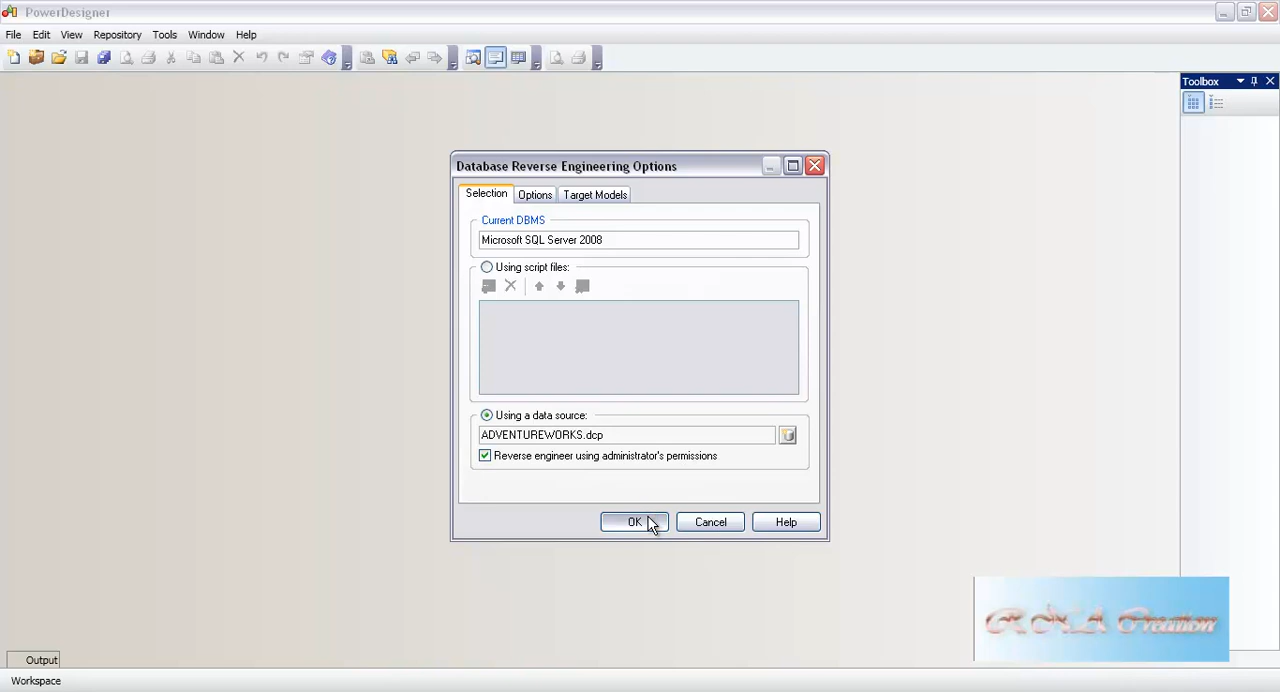 PowerDesigner
File Edit View Repository Tools Window Help
Toolbox
Database Reverse Engineering Options
Selection Options Target Models
Current DBMS
Microsoft SQL Server 2008
Using script files:
Using a data source:
ADVENTUREWORKS.dcp
Reverse engineer using administrator's permissions
OK Cancel Help
Creation
Output
Workspace